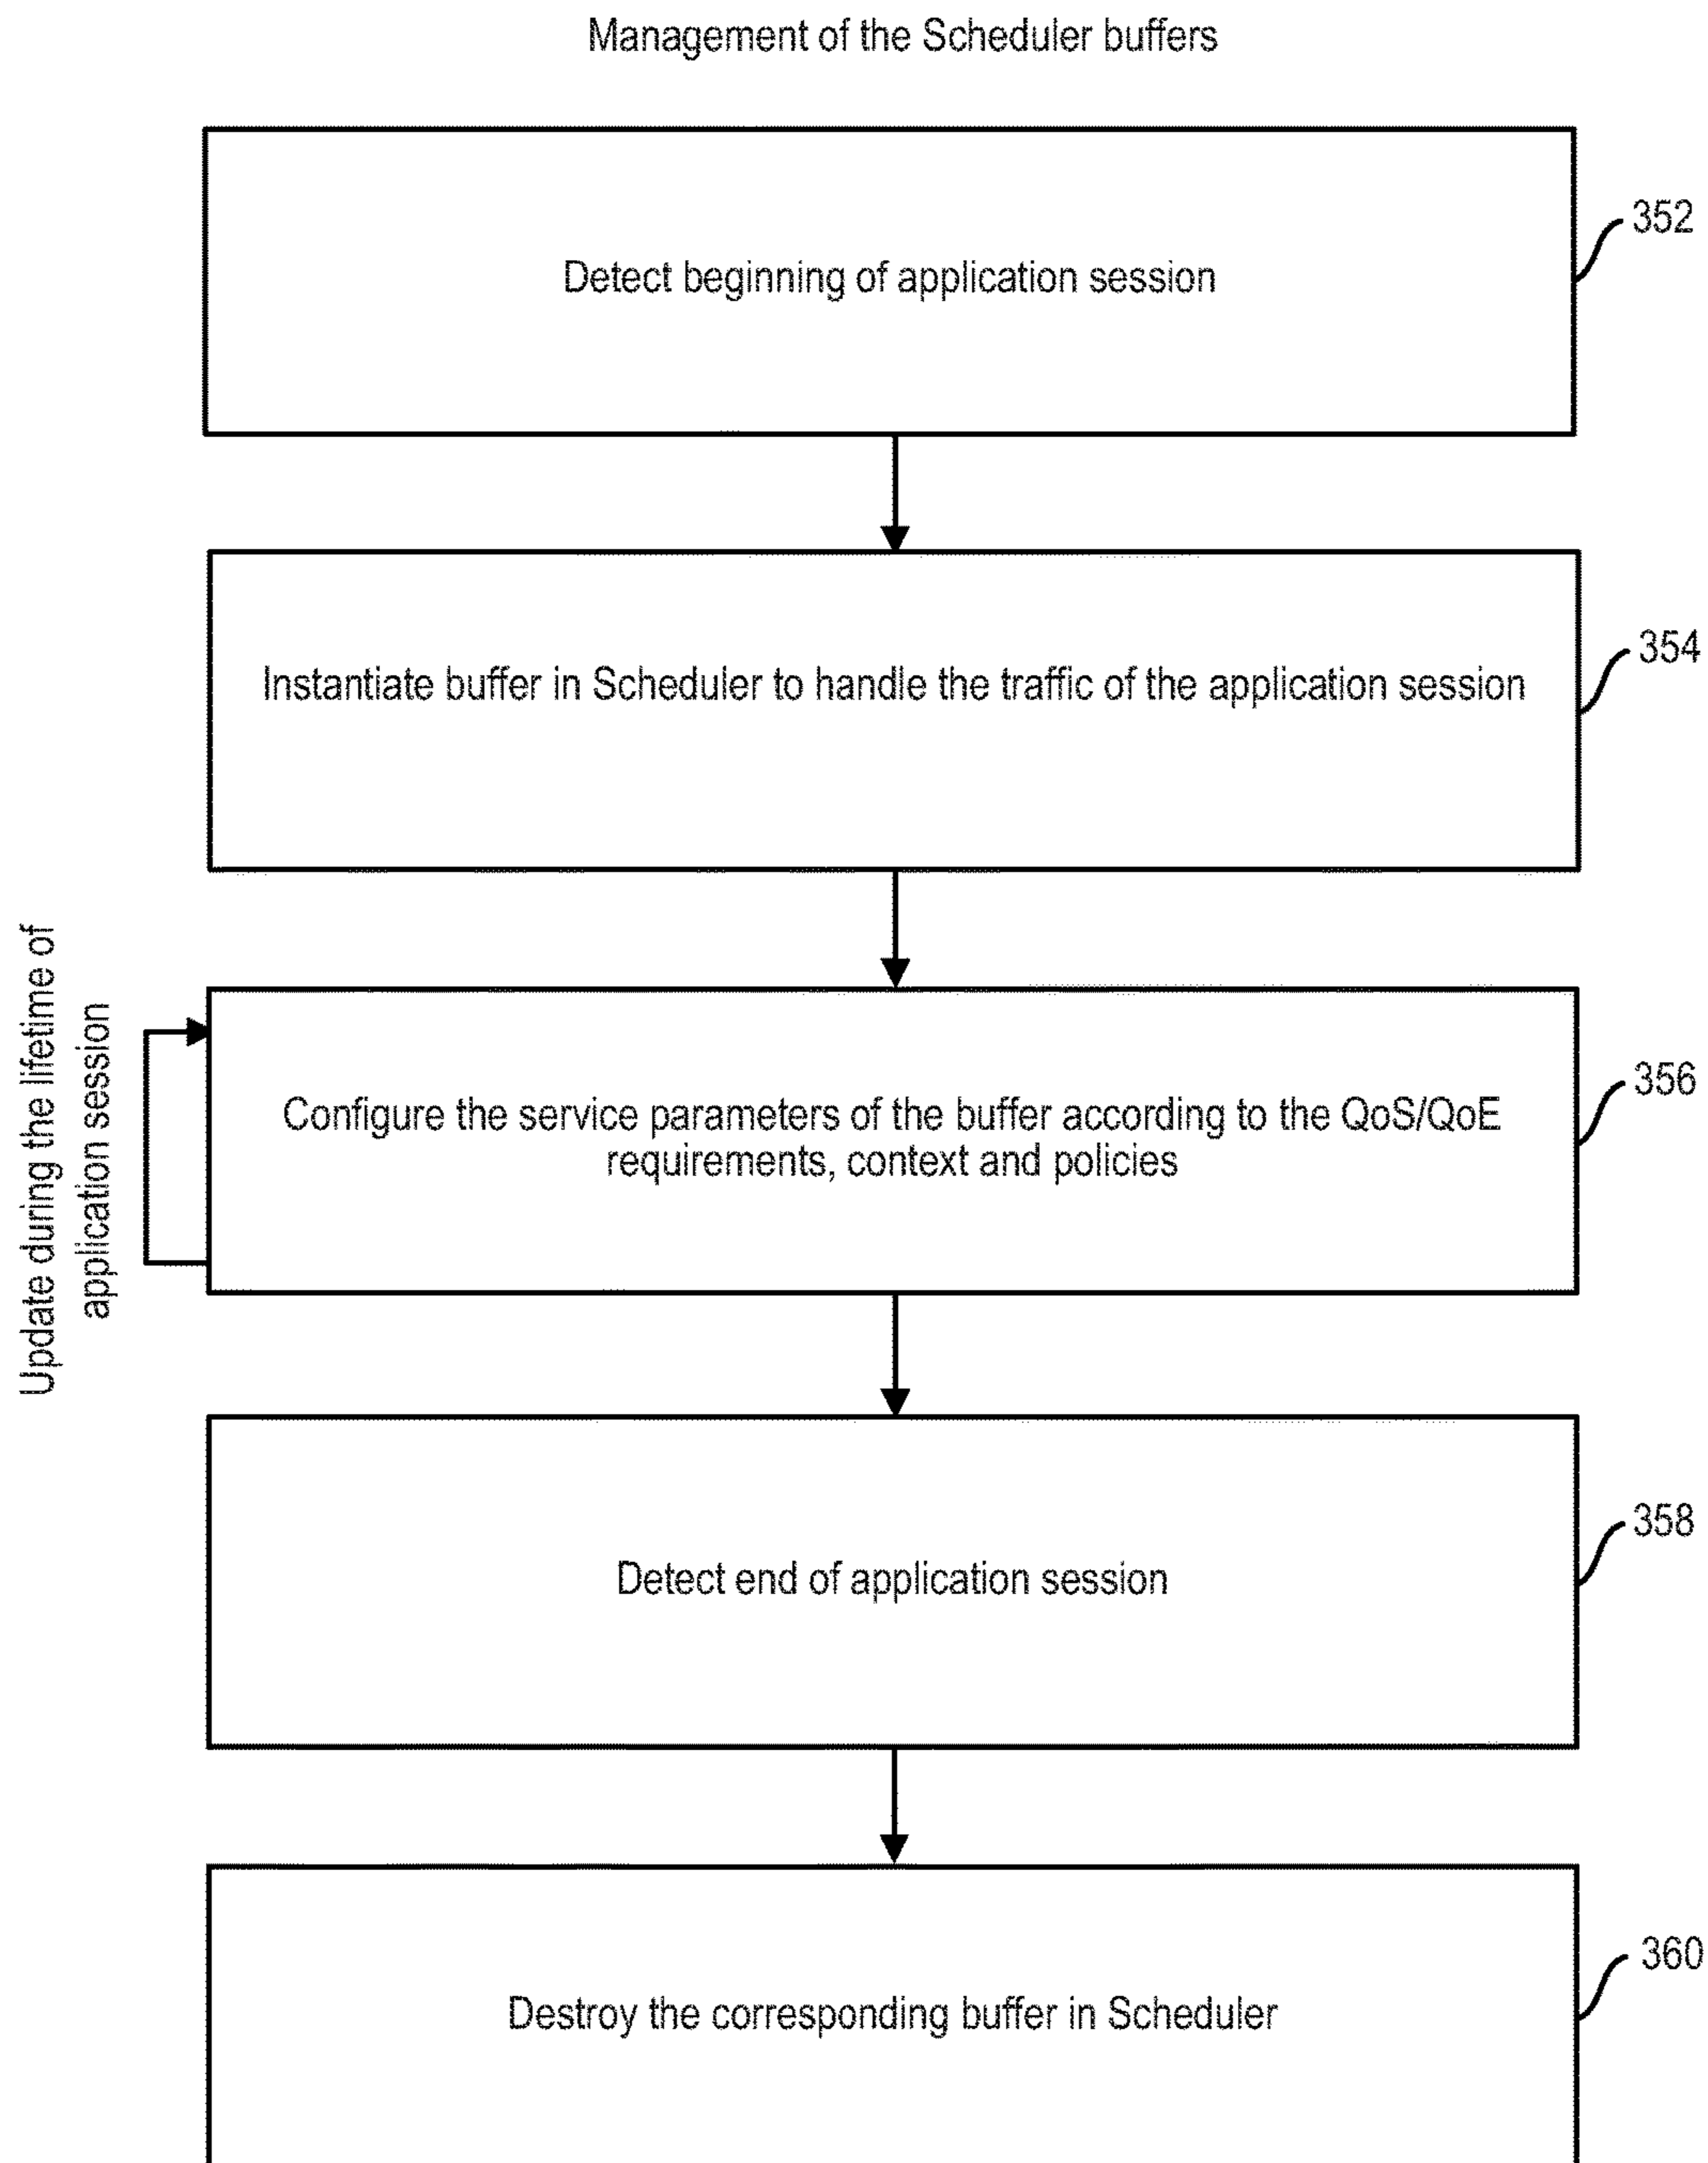 Management of the Scheduler buffers
Detect beginning of application session
352
Instantiate buffer in Scheduler to handle the traffic of the application session
354
Update during the lifetime of
application session
Configure the service parameters of the buffer according to the QoS/QoE
requirements, context and policies
356
Detect end of application session
358
Destroy the corresponding buffer in Scheduler
360